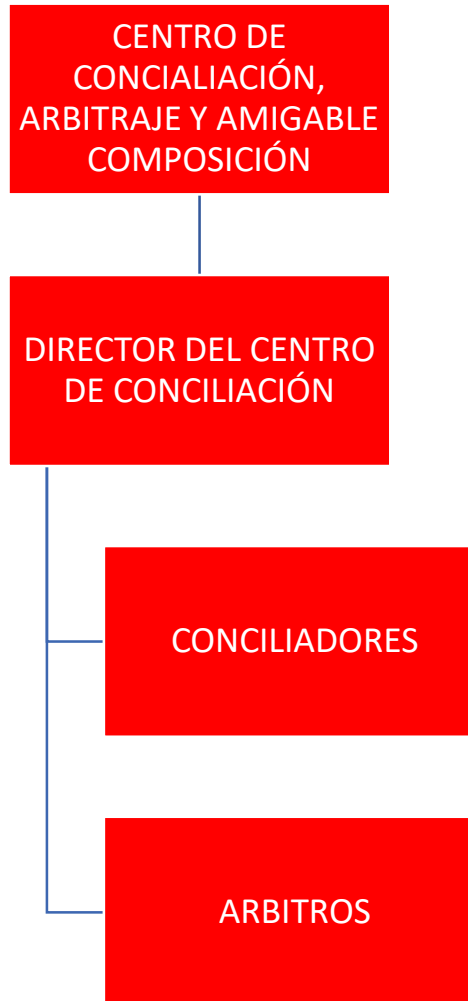 CENTRO DE
CONCIALIACIÓN,
ARBITRAJE Y AMIGABLE
COMPOSICIÓN
DIRECTOR DEL CENTRO
DE CONCILIACIÓN
CONCILIADORES
ARBITROS